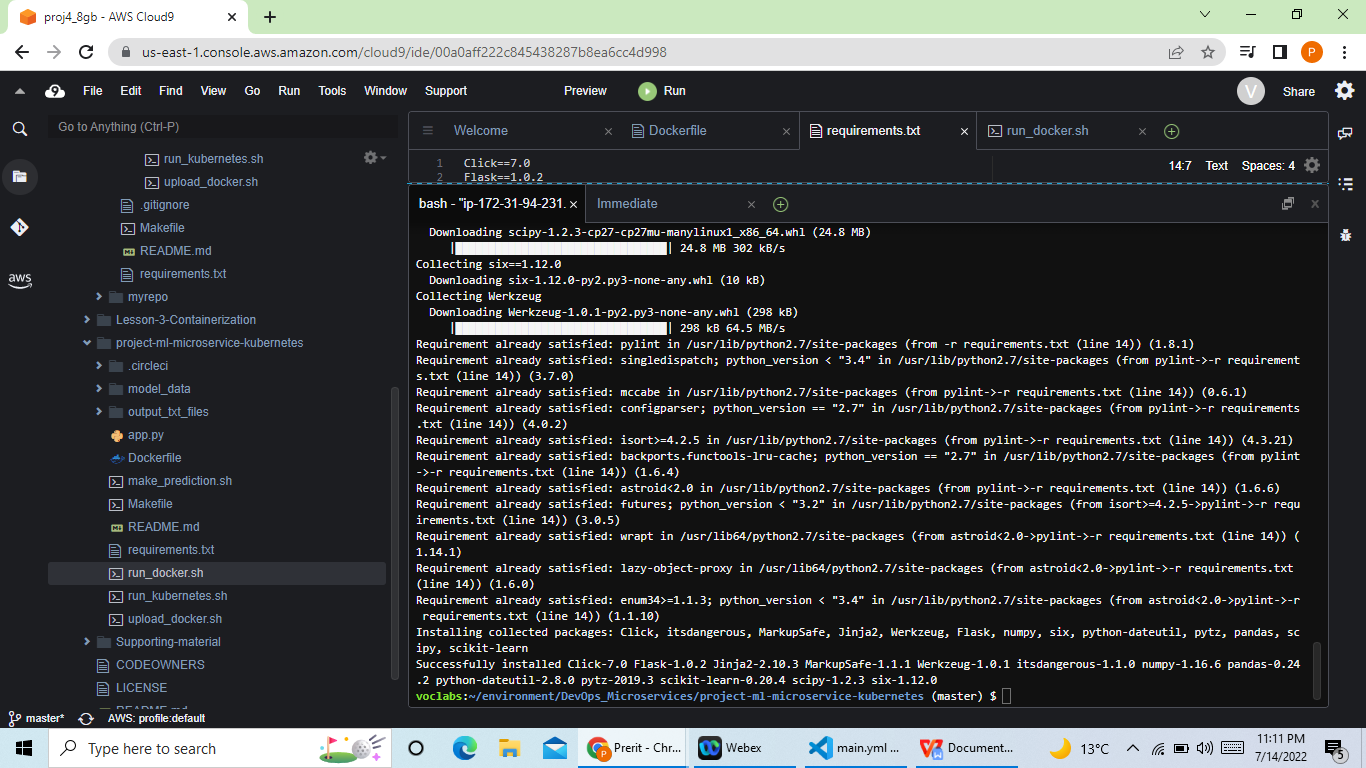 proj4_8gb - AWS Cloud9
us-east-1.console.aws.amazon.com/cloud9/ide/00a0aff222c845438287b8ea6cc4d998
P
9 File Edit Find View Go Run Tools Window Support Preview Run V Share
Go to Anything (Ctrl-P)
run_kubernetes.sh
upload_docker.sh
.gitignore
Makefile
README.md
requirements.txt
myrepo
Lesson-3-Containerization
project-ml-microservice-kubernetes
.circleci
model_data
output_txt_files
app.py
Dockerfile
make_prediction.sh
Makefile
README.md
requirements.txt
run_docker.sh
run_kubernetes.sh
upload_docker.sh
Supporting-material
CODEOWNERS
LICENSE
README.md
aws
master* AWS: profile:default
Welcome Dockerfile requirements.txt run_docker.sh
1 Click==7.0
2 Flask==1.0.2
14:7 Text Spaces: 4
bash - "ip-172-31-94-231. Immediate
Downloading scipy-1.2.3-cp27-cp27mu-manylinux1_x86_64.whl (24.8 MB)
|████████████████████████████████| 24.8 MB 302 kB/s
Collecting six==1.12.0
Downloading six-1.12.0-py2.py3-none-any.whl (10 kB)
Collecting Werkzeug
Downloading Werkzeug-1.0.1-py2.py3-none-any.whl (298 kB)
|████████████████████████████████| 298 kB 64.5 MB/s
Requirement already satisfied: pylint in /usr/lib/python2.7/site-packages (from -r requirements.txt (line 14)) (1.8.1)
Requirement already satisfied: singledispatch; python_version < "3.4" in /usr/lib/python2.7/site-packages (from pylint->-r requirement
s.txt (line 14)) (3.7.0)
Requirement already satisfied: mccabe in /usr/lib/python2.7/site-packages (from pylint->-r requirements.txt (line 14)) (0.6.1)
Requirement already satisfied: configparser; python_version == "2.7" in /usr/lib/python2.7/site-packages (from pylint->-r requirements
.txt (line 14)) (4.0.2)
Requirement already satisfied: isort>=4.2.5 in /usr/lib/python2.7/site-packages (from pylint->-r requirements.txt (line 14)) (4.3.21)
Requirement already satisfied: backports.functools-lru-cache; python_version == "2.7" in /usr/lib/python2.7/site-packages (from pylint
->-r requirements.txt (line 14)) (1.6.4)
Requirement already satisfied: astroid<2.0 in /usr/lib/python2.7/site-packages (from pylint->-r requirements.txt (line 14)) (1.6.6)
Requirement already satisfied: futures; python_version < "3.2" in /usr/lib/python2.7/site-packages (from isort>=4.2.5->pylint->-r requ
irements.txt (line 14)) (3.0.5)
Requirement already satisfied: wrapt in /usr/lib64/python2.7/site-packages (from astroid<2.0->pylint->-r requirements.txt (line 14)) (
1.14.1)
Requirement already satisfied: lazy-object-proxy in /usr/lib64/python2.7/site-packages (from astroid<2.0->pylint->-r requirements.txt
(line 14)) (1.6.0)
Requirement already satisfied: enum34>=1.1.3; python_version < "3.4" in /usr/lib/python2.7/site-packages (from astroid<2.0->pylint->-r
requirements.txt (line 14)) (1.1.10)
Installing collected packages: Click, itsdangerous, MarkupSafe, Jinja2, Werkzeug, Flask, numpy, six, python-dateutil, pytz, pandas, sc
ipy, scikit-learn
Successfully installed Click-7.0 Flask-1.0.2 Jinja2-2.10.3 MarkupSafe-1.1.1 Werkzeug-1.0.1 itsdangerous-1.1.0 numpy-1.16.6 pandas-0.24
.2 python-dateutil-2.8.0 pytz-2019.3 scikit-learn-0.20.4 scipy-1.2.3 six-1.12.0
voclabs:~/environment/DevOps_Microservices/project-ml-microservice-kubernetes (master) $
Type here to search
Prerit - Chr... Webex main.yml ... Document... 13°C
11:11 PM
7/14/2022
5